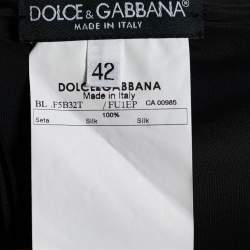 DOLCE & GABBANA®
MADE IN ITALY
42
DOLCE & GABBANA
Made in Italy
BL .F5B32T /FU1EP CA 00985
100%
Seta Silk Silk